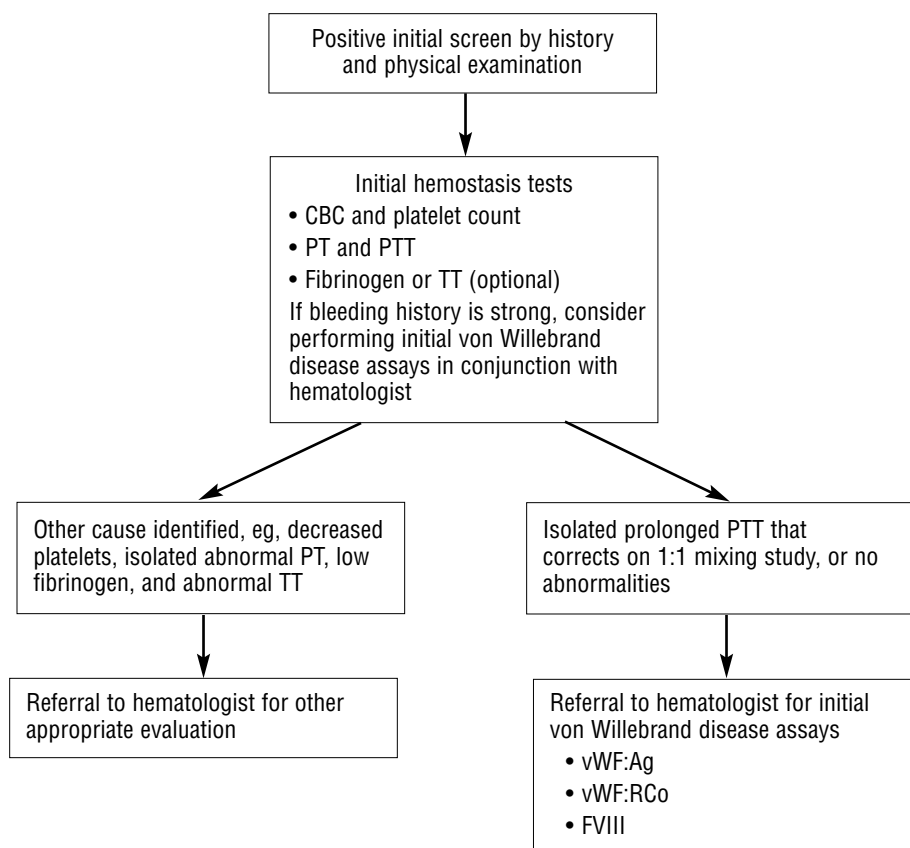 Positive initial screen by history
and physical examination
Initial hemostasis tests
• CBC and platelet count
• PT and PTT
• Fibrinogen or TT (optional)
If bleeding history is strong, consider
performing initial von Willebrand
disease assays in conjunction with
hematologist
Other cause identified, eg, decreased
platelets, isolated abnormal PT, low
fibrinogen, and abnormal TT
Referral to hematologist for other
appropriate evaluation
Isolated prolonged PTT that
corrects on 1:1 mixing study, or no
abnormalities
Referral to hematologist for initial
von Willebrand disease assays
• vWF:Ag
• vWF:RCo
• FVIII